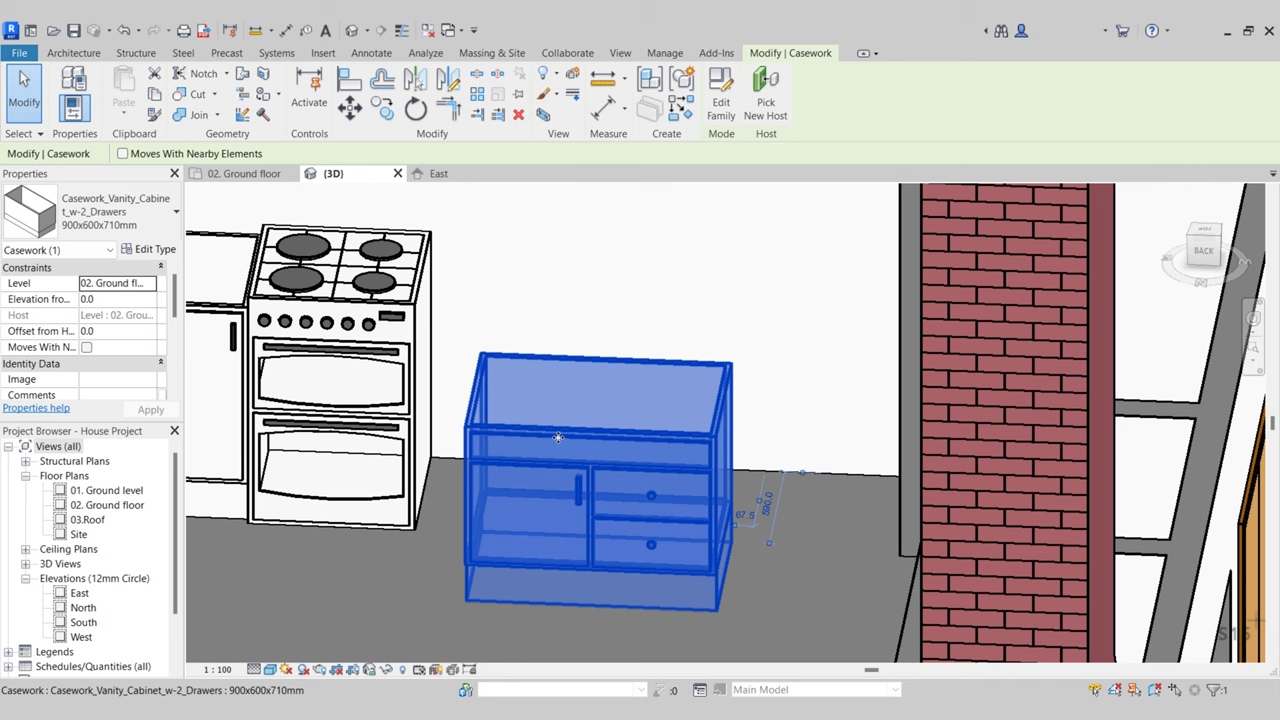 File Architecture Structure Steel Precast Systems Insert Annotate Analyze Massing & Site Collaborate View Manage Add-Ins Modify | Casework
Modify
Paste
Notch
Cut
Join
Activate
Edit Family
Pick New Host
Select Properties Clipboard Geometry Controls Modify View Measure Create Mode Host
Modify | Casework Moves With Nearby Elements
Properties
02. Ground floor {3D} East
Casework_Vanity_Cabine
t_w-2_Drawers
900x600x710mm
Casework (1) Edit Type
Constraints
Level 02. Ground fl...
Elevation fro... 0.0
Host Level : 02. Grou...
Offset from H... 0.0
Moves With N...
Identity Data
Image
Comments
Properties help Apply
Project Browser - House Project
Views (all)
Structural Plans
Floor Plans
01. Ground level
02. Ground floor
03.Roof
Site
Ceiling Plans
3D Views
Elevations (12mm Circle)
East
North
South
West
Legends
Schedules/Quantities (all)
TOP
BACK
67.5
590.0
1 : 100
Casework : Casework_Vanity_Cabinet_w-2_Drawers : 900x600x710mm
:0
Main Model
:1